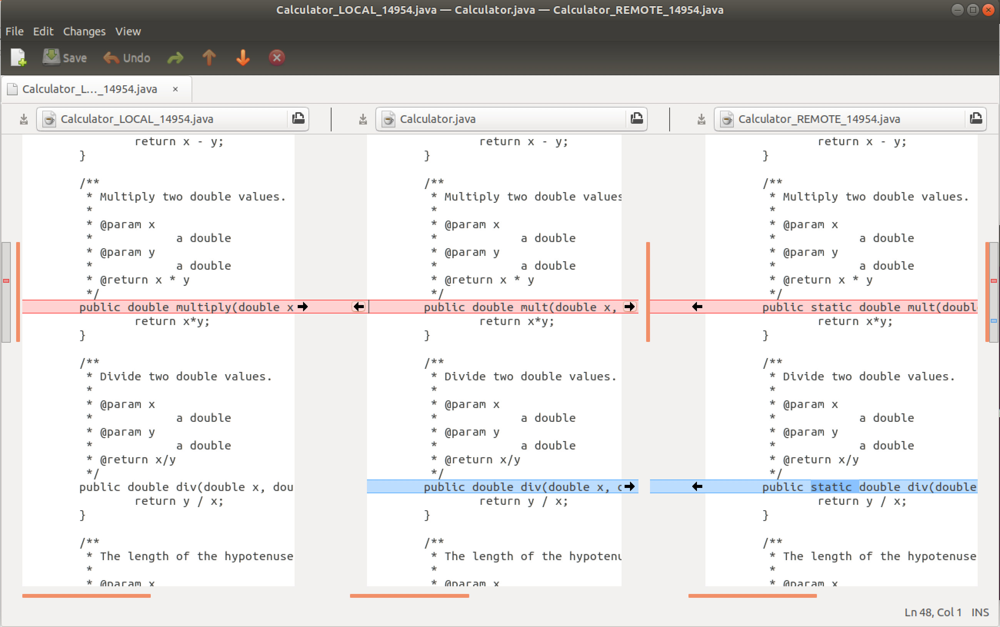 Calculator_LOCAL_14954.java — Calculator.java — Calculator_REMOTE_14954.java
File Edit Changes View
Save Undo
Calculator_L..._14954.java ×
Calculator_LOCAL_14954.java
return x - y;
}
/**
* Multiply two double values.
*
* @param x
* a double
* @param y
* a double
* @return x * y
*/
public double multiply(double x
return x*y;
}
/**
* Divide two double values.
*
* @param x
* a double
* @param y
* a double
* @return x/y
*/
public double div(double x, dou
return y / x;
}
/**
* The length of the hypotenuse
*
* @param x
Calculator.java
return x - y;
}
/**
* Multiply two double values
*
* @param x
* a double
* @param y
* a double
* @return x * y
*/
public double mult(double x,
return x*y;
}
/**
* Divide two double values.
*
* @param x
* a double
* @param y
* a double
* @return x/y
*/
public double div(double x,
return y / x;
}
/**
* The length of the hypotenu
*
* @param x
Calculator_REMOTE_14954.java
return x - y;
}
/**
* Multiply two double values.
*
* @param x
* a double
* @param y
* a double
* @return x * y
*/
public static double mult(doubl
return x*y;
}
/**
* Divide two double values.
*
* @param x
* a double
* @param y
* a double
* @return x/y
*/
public static double div(double
return y / x;
}
/**
* The length of the hypotenuse
*
* @param x
Ln 48, Col 1 INS